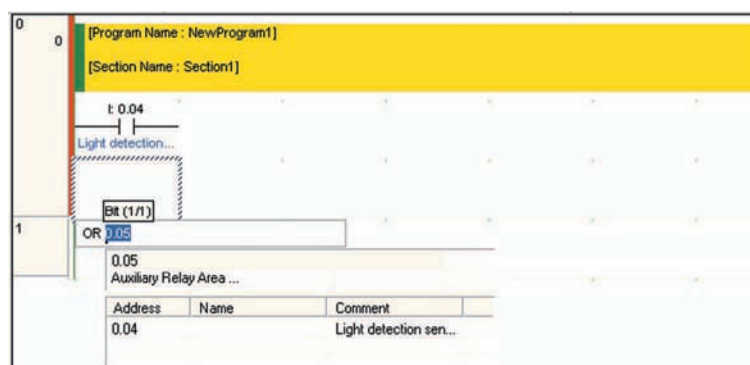 0
0
[Program Name : NewProgram1]
[Section Name : Section1]
I: 0.04
Light detection...
Bit (1/1)
1
OR 0.05
0.05
Auxiliary Relay Area ...
Address Name Comment
0.04 Light detection sen...